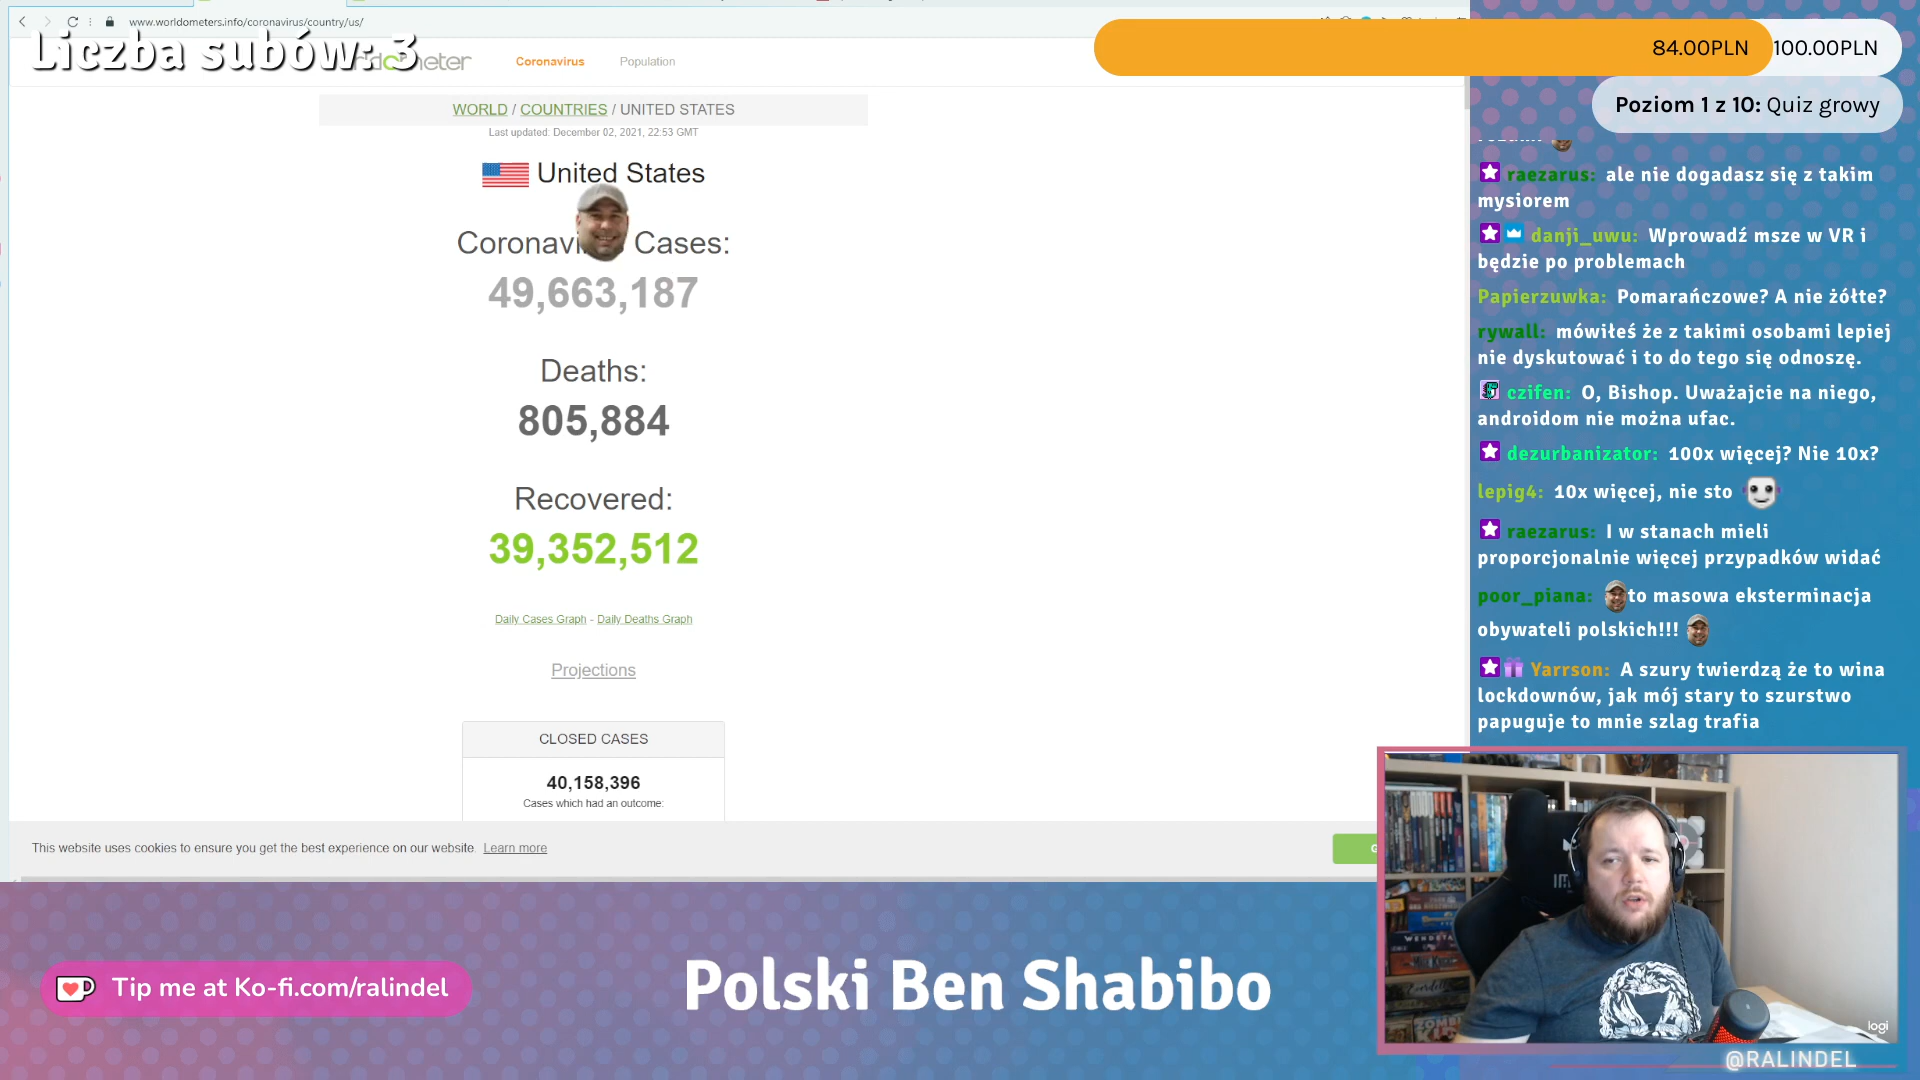 www.worldometers.info/coronavirus/country/us/
Liczba subów: 3
Coronavirus
Population
84.00PLN
100.00PLN
Poziom 1 z 10: Quiz growy
WORLD / COUNTRIES / UNITED STATES
Last updated: December 02, 2021, 22:53 GMT
United States
Cases:
49,663,187
Deaths:
805,884
Recovered:
39,352,512
Daily Cases Graph - Daily Deaths Graph
Projections
CLOSED CASES
40,158,396
Cases which had an outcome:
This website uses cookies to ensure you get the best experience on our website. Learn more
raezarus: ale nie dogadasz się z takim
mysiorem
danji_uwu: Wprowadź msze w VR i
będzie po problemach
Papierzuwka: Pomarańczowe? A nie żółte?
rywall: mówiłeś że z takimi osobami lepiej
nie dyskutować i to do tego się odnoszę.
czifen: O, Bishop. Uważajcie na niego,
androidom nie można ufac.
dezurbanizator: 100x więcej? Nie 10x?
lepig4: 10x więcej, nie sto
raezarus: I w stanach mieli
proporcjonalnie więcej przypadków widać
poor_piana: to masowa eksterminacja
obywateli polskich!!!
Yarrson: A szury twierdzą że to wina
lockdownów, jak mój stary to szurstwo
papuguje to mnie szlag trafia
Tip me at Ko-fi.com/ralindel
Polski Ben Shabibo
logi
@RALINDEL